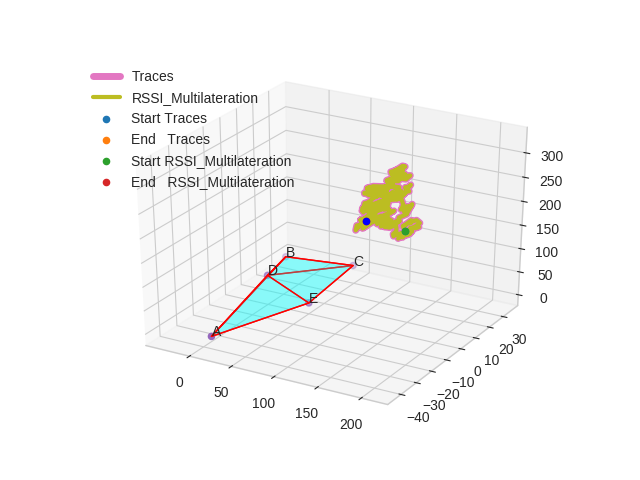 Traces
RSSI_Multilateration
Start Traces
End Traces
Start RSSI_Multilateration
End RSSI_Multilateration
A
B
C
D
E
0
50
100
150
200
−40
−30
−20
−10
0
10
20
30
0
50
100
150
200
250
300